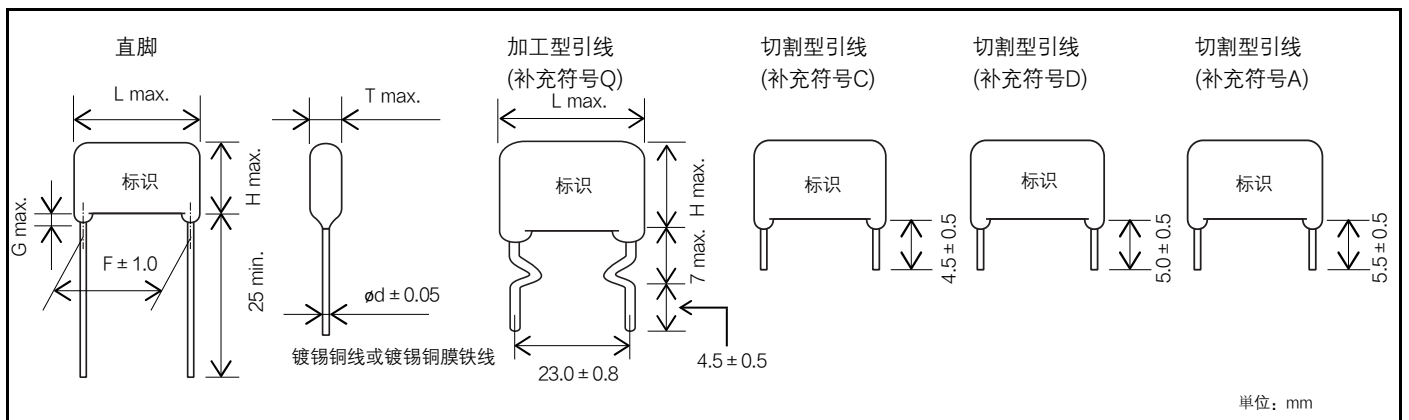 直脚
L max.
T max.
H max.
标识
G max.
F ± 1.0
25 min.
ød ± 0.05
镀锡铜线或镀锡铜膜铁线
加工型引线
(补充符号Q)
L max.
标识
H max.
7 max.
4.5 ± 0.5
23.0 ± 0.8
切割型引线
(补充符号C)
标识
4.5 ± 0.5
切割型引线
(补充符号D)
标识
5.0 ± 0.5
切割型引线
(补充符号A)
标识
5.5 ± 0.5
単位：mm